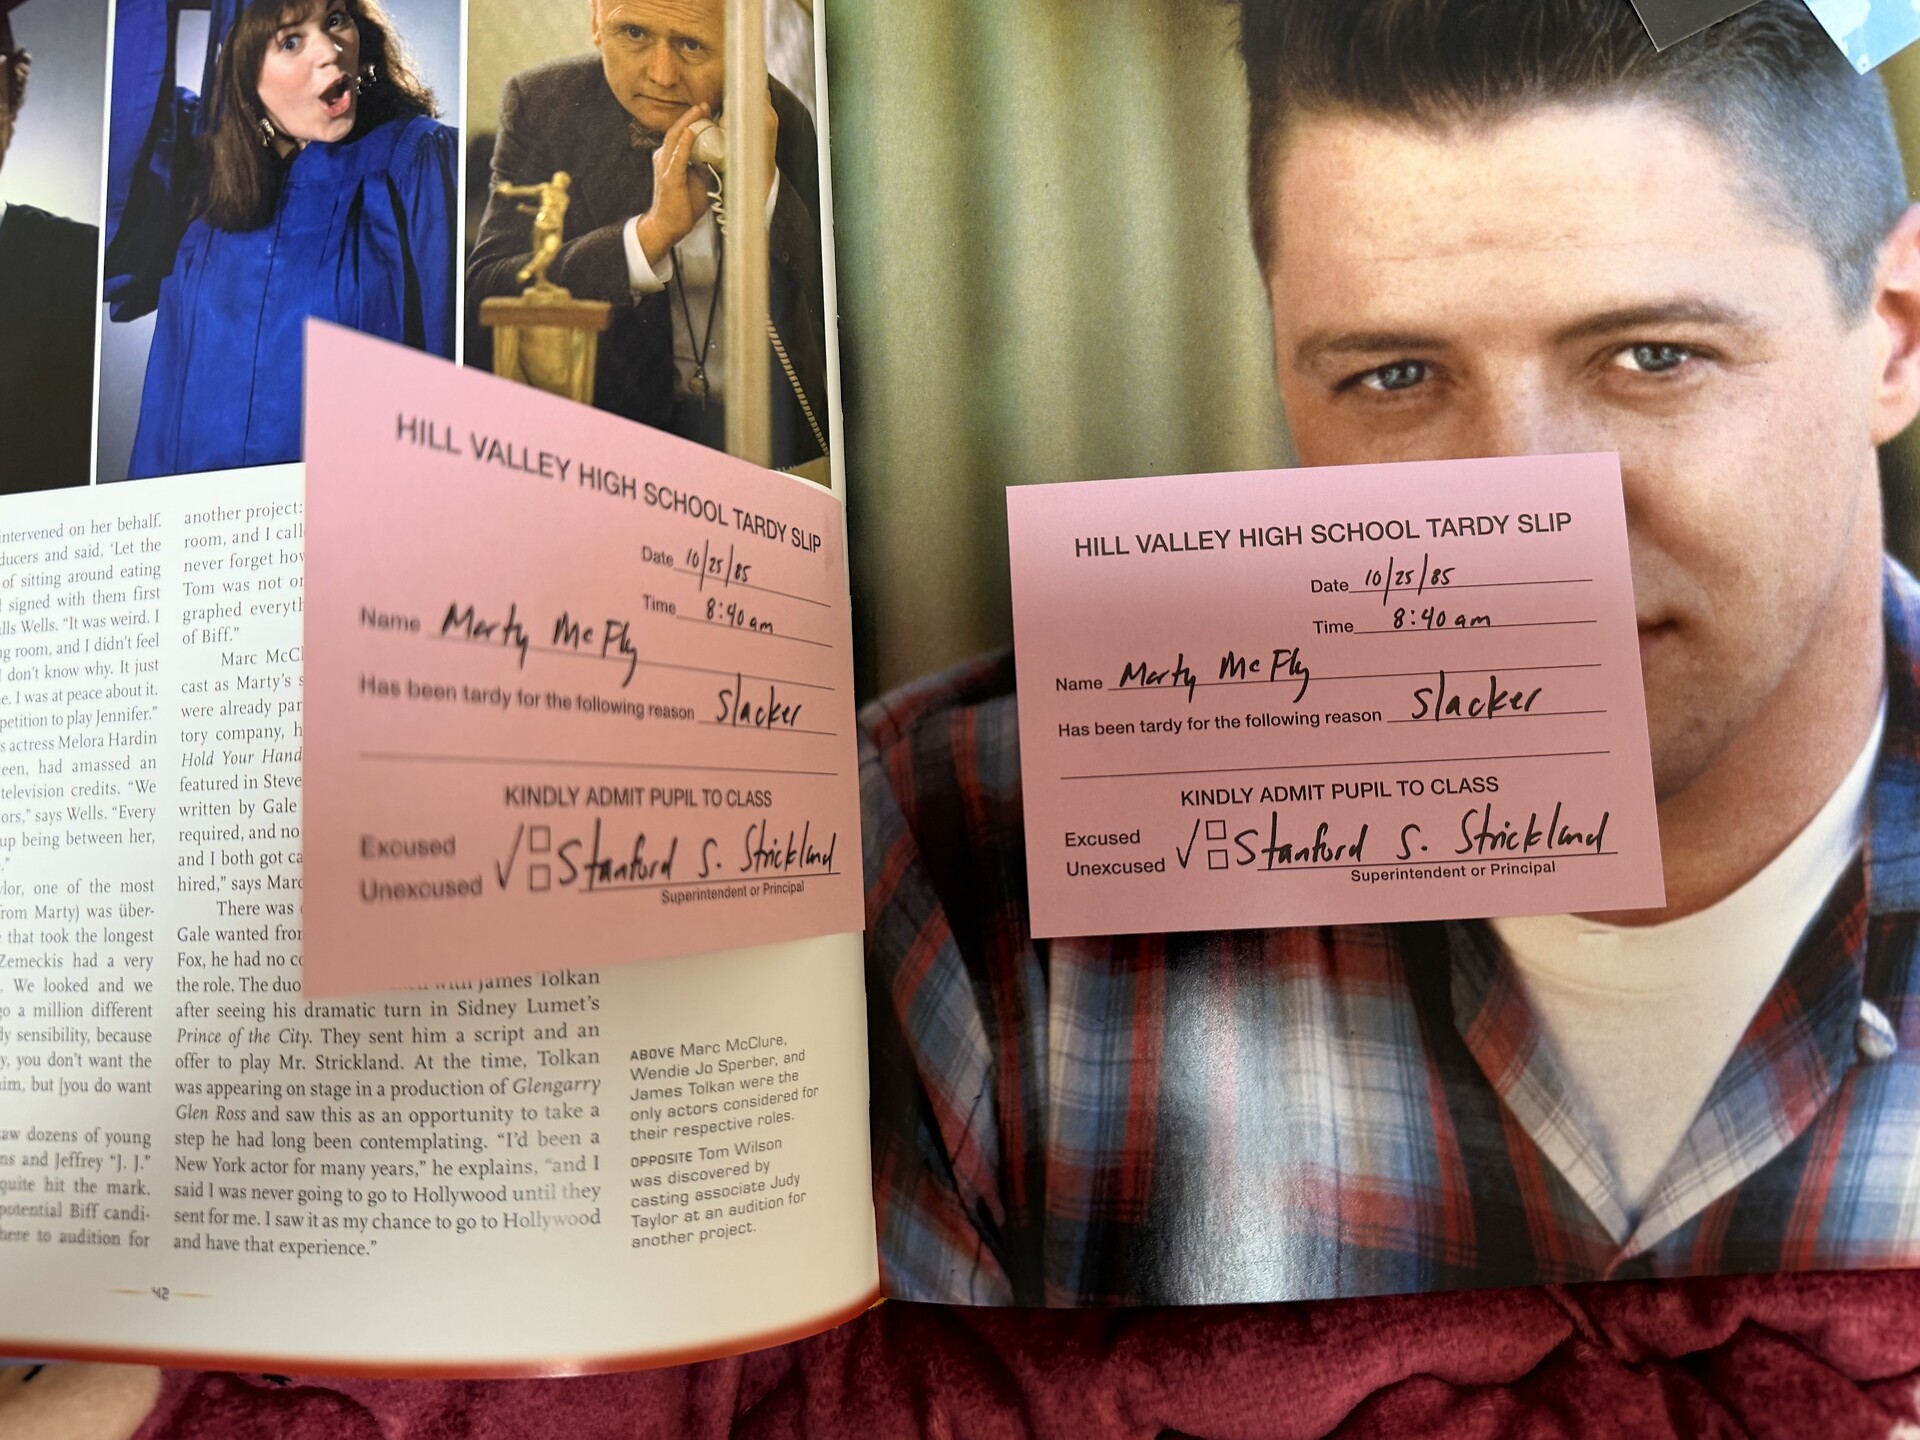 intervened on her behalf.
ducers and said, ‘Let the
of sitting around eating
signed with them first
lls Wells. “It was weird. I
ng room, and I didn’t feel
don’t know why. It just
e. I was at peace about it.
petition to play Jennifer.”
s actress Melora Hardin
een, had amassed an
television credits. “We
ors,” says Wells. “Every
up being between her,
lor, one of the most
rom Marty) was über-
that took the longest
Zemeckis had a very
. We looked and we
go a million different
dy sensibility, because
y, you don’t want the
im, but [you do want
aw dozens of young
ns and Jeffrey “J. J.”
quite hit the mark.
potential Biff candi-
here to audition for
another project:
room, and I call
never forget how
Tom was not or
graphed everyth
of Biff.”
Marc McCl
cast as Marty’s s
were already par
tory company, h
Hold Your Hand
featured in Steve
written by Gale
required, and no
and I both got ca
hired,” says Marc
There was
Gale wanted fror
Fox, he had no cc
the role. The duo with James Tolkan
after seeing his dramatic turn in Sidney Lumet’s
Prince of the City. They sent him a script and an
offer to play Mr. Strickland. At the time, Tolkan
was appearing on stage in a production of Glengarry
Glen Ross and saw this as an opportunity to take a
step he had long been contemplating. “I’d been a
New York actor for many years,” he explains, “and I
said I was never going to go to Hollywood until they
sent for me. I saw it as my chance to go to Hollywood
and have that experience.”
42
ABOVE Marc McClure,
Wendie Jo Sperber, and
James Tolkan were the
only actors considered for
their respective roles.
OPPOSITE Tom Wilson
was discovered by
casting associate Judy
Taylor at an audition for
another project.
HILL VALLEY HIGH SCHOOL TARDY SLIP
Date 10/25/85
Time 8:40 am
Name Marty McFly
Has been tardy for the following reason slacker
KINDLY ADMIT PUPIL TO CLASS
Excused
Unexcused ✓ Stanford S. Strickland
Superintendent or Principal
HILL VALLEY HIGH SCHOOL TARDY SLIP
Date 10/25/85
Time 8:40 am
Name Marty McFly
Has been tardy for the following reason slacker
KINDLY ADMIT PUPIL TO CLASS
Excused
Unexcused ✓ Stanford S. Strickland
Superintendent or Principal